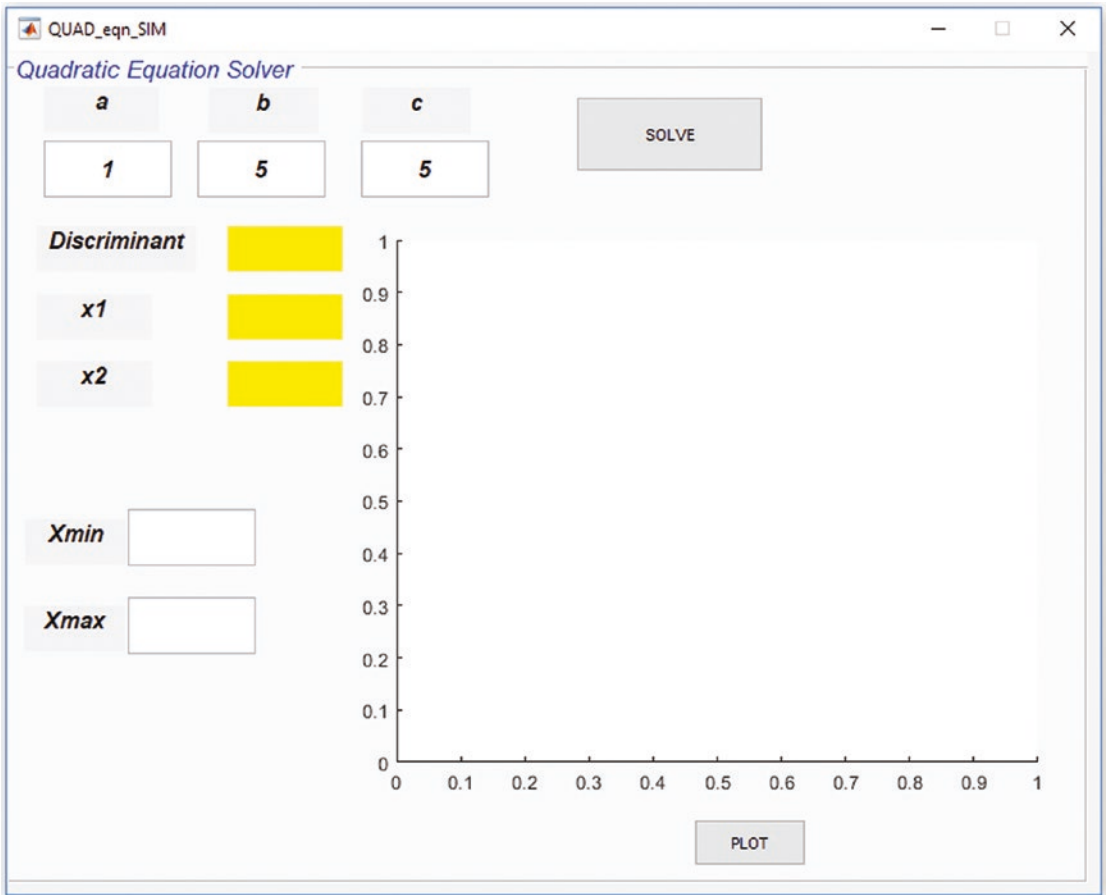 QUAD_eqn_SIM
Quadratic Equation Solver
a b c
SOLVE
1 5 5
Discriminant
x1
x2
Xmin
Xmax
1
0.9
0.8
0.7
0.6
0.5
0.4
0.3
0.2
0.1
0
0 0.1 0.2 0.3 0.4 0.5 0.6 0.7 0.8 0.9 1
PLOT